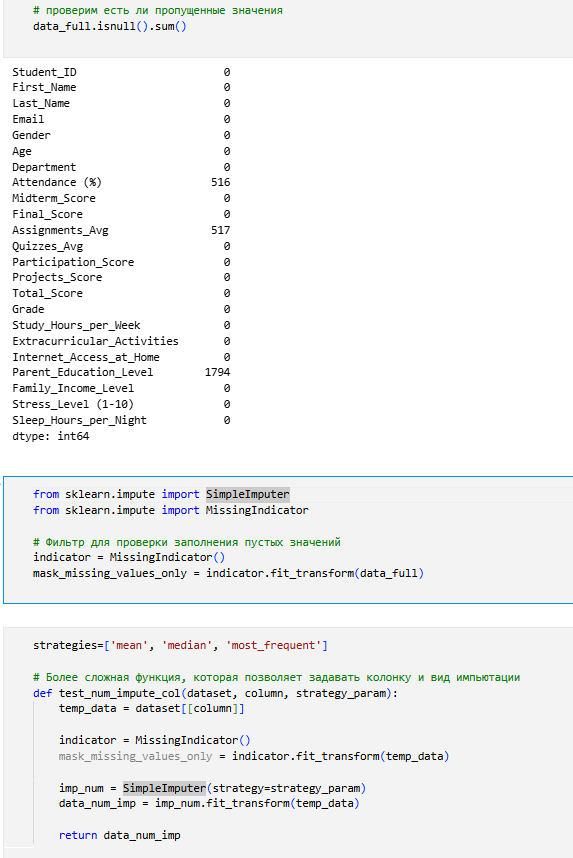 # проверим есть ли пропущенные значения
data_full.isnull().sum()
Student_ID 0
First_Name 0
Last_Name 0
Email 0
Gender 0
Age 0
Department 0
Attendance (%) 516
Midterm_Score 0
Final_Score 0
Assignments_Avg 517
Quizzes_Avg 0
Participation_Score 0
Projects_Score 0
Total_Score 0
Grade 0
Study_Hours_per_Week 0
Extracurricular_Activities 0
Internet_Access_at_Home 0
Parent_Education_Level 1794
Family_Income_Level 0
Stress_Level (1-10) 0
Sleep_Hours_per_Night 0
dtype: int64
from sklearn.impute import SimpleImputer
from sklearn.impute import MissingIndicator
# Фильтр для проверки заполнения пустых значений
indicator = MissingIndicator()
mask_missing_values_only = indicator.fit_transform(data_full)
strategies=['mean', 'median', 'most_frequent']
# Более сложная функция, которая позволяет задавать колонку и вид импьютации
def test_num_impute_col(dataset, column, strategy_param):
    temp_data = dataset[[column]]
    indicator = MissingIndicator()
    mask_missing_values_only = indicator.fit_transform(temp_data)
    imp_num = SimpleImputer(strategy=strategy_param)
    data_num_imp = imp_num.fit_transform(temp_data)
    return data_num_imp